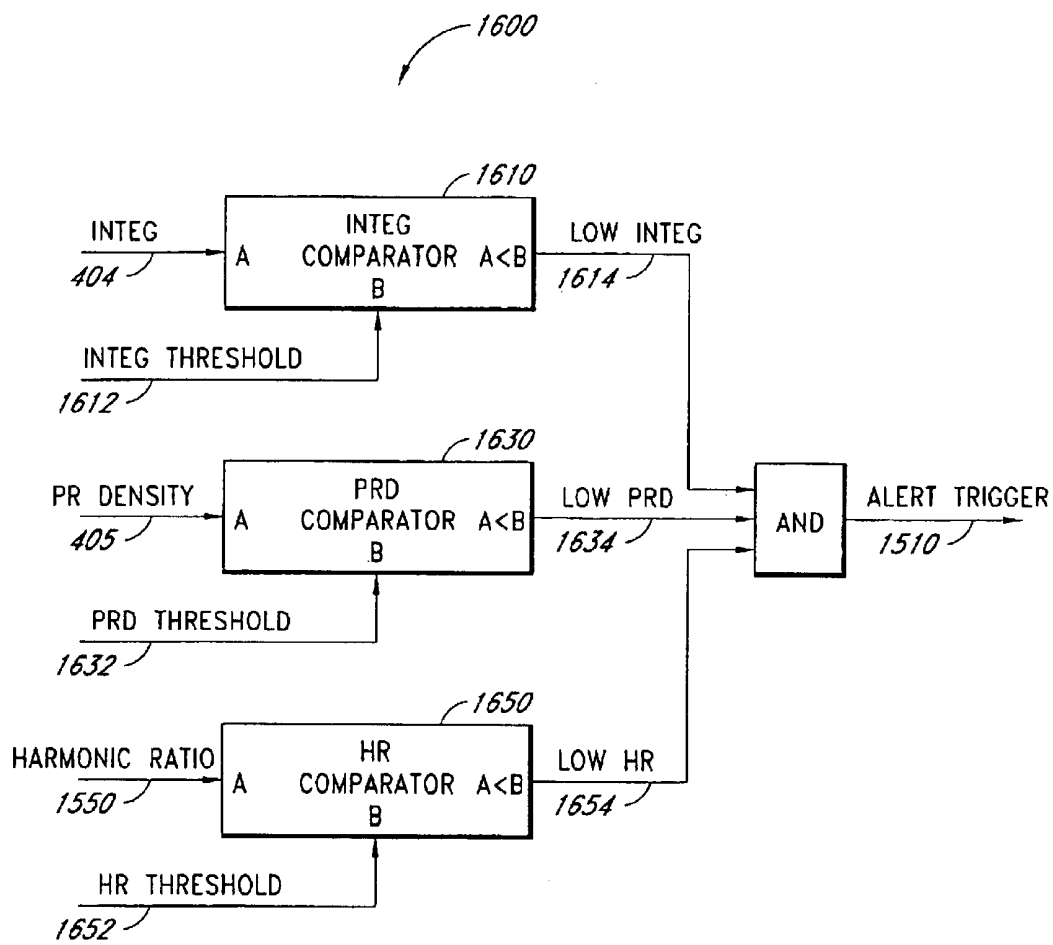 1600
1610
INTEG
404
A
INTEG
COMPARATOR
B
A<B
LOW INTEG
1614
INTEG THRESHOLD
1612
1630
PR DENSITY
405
A
PRD
COMPARATOR
B
A<B
LOW PRD
1634
AND
ALERT TRIGGER
1510
PRD THRESHOLD
1632
1650
HARMONIC RATIO
1550
A
HR
COMPARATOR
B
A<B
LOW HR
1654
HR THRESHOLD
1652